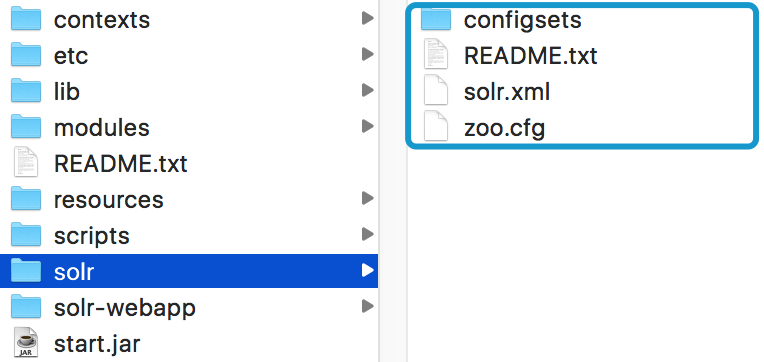 contexts
etc
lib
modules
README.txt
resources
scripts
solr
solr-webapp
start.jar
JAR
configsets
README.txt
solr.xml
zoo.cfg